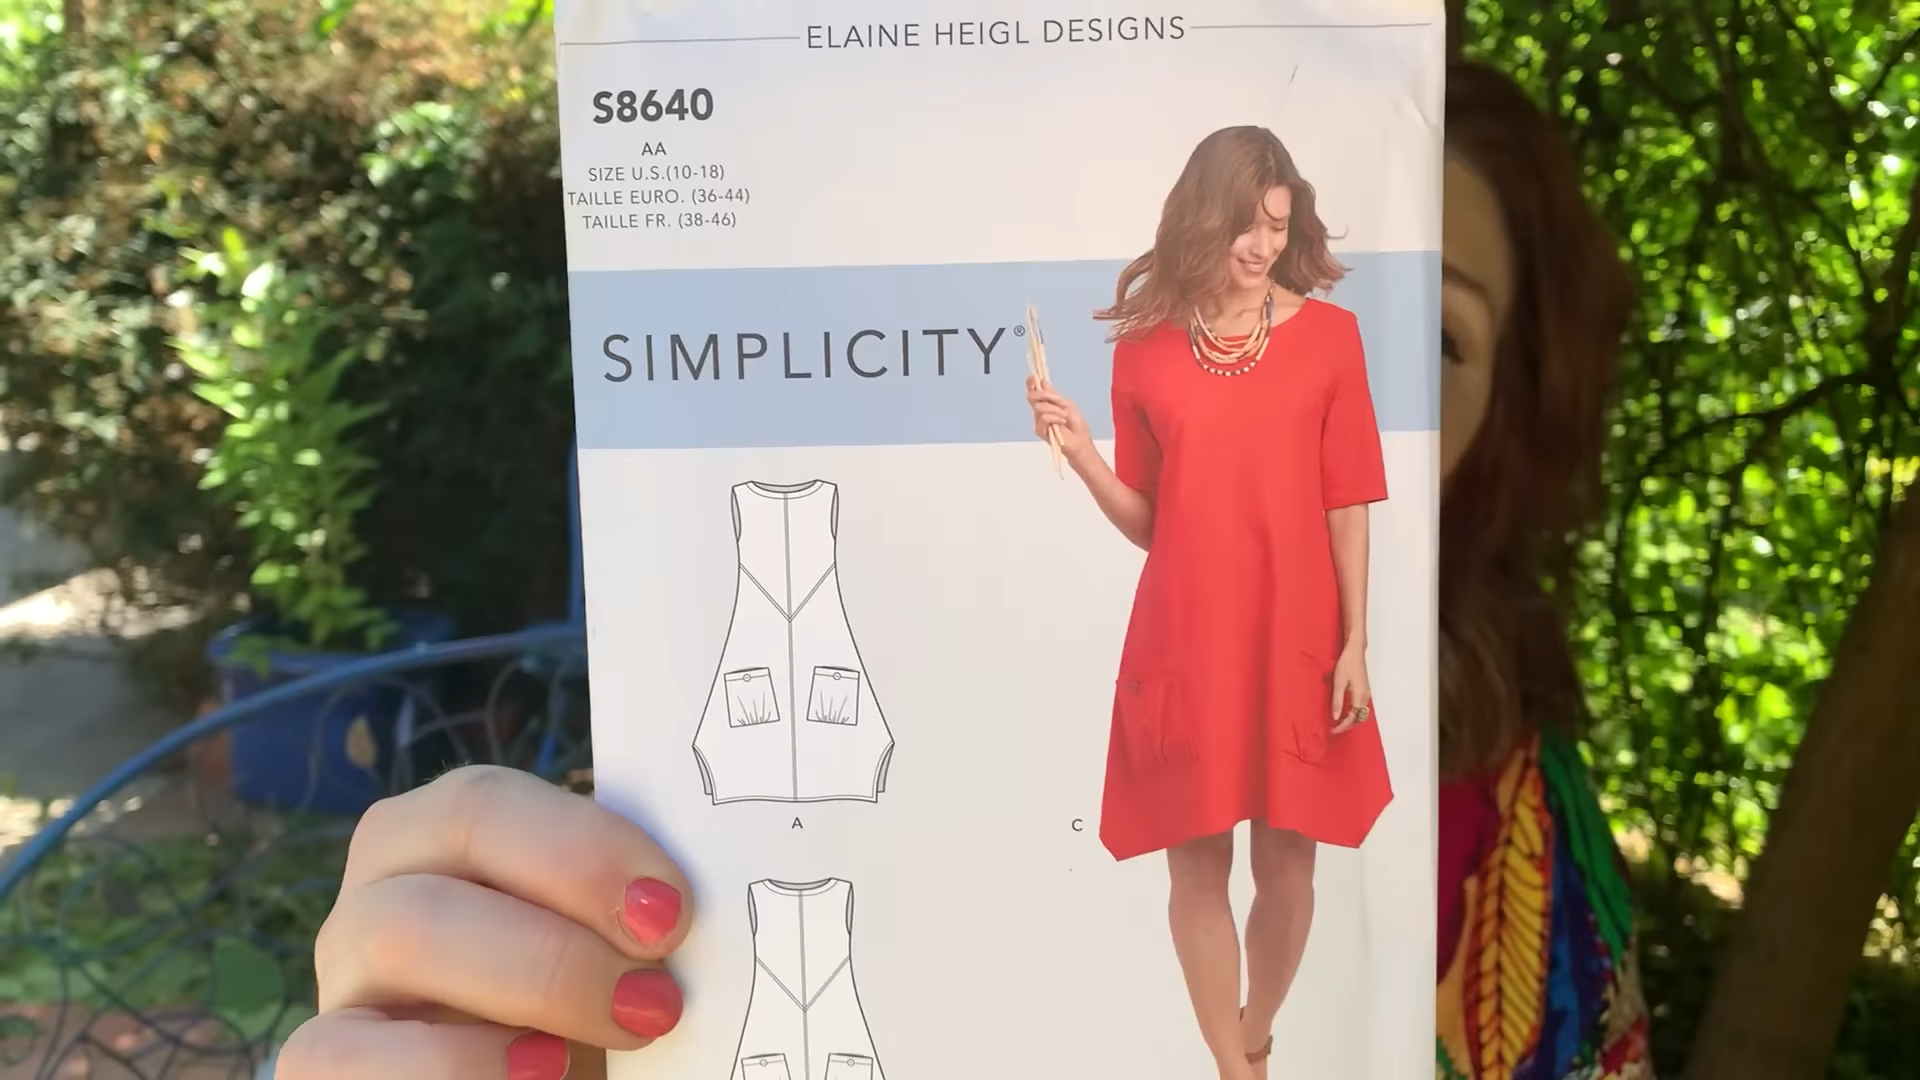 ELAINE HEIGL DESIGNS
S8640
AA
SIZE U.S.(10-18)
TAILLE EURO. (36-44)
TAILLE FR. (38-46)
SIMPLICITY®
A
C